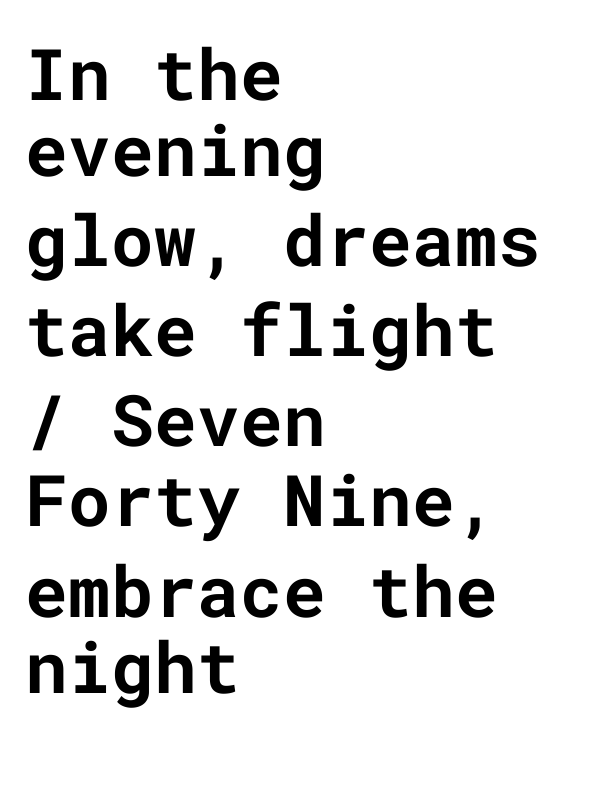 In the
evening
glow, dreams
take flight
/ Seven
Forty Nine,
embrace the
night